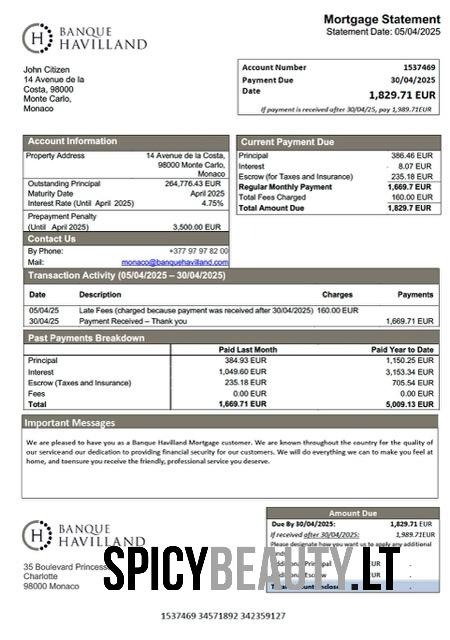 Mortgage Statement
Statement Date: 05/04/2025
H BANQUE
HAVILLAND
John Citizen
14 Avenue de la
Costa, 98000
Monte Carlo,
Monaco
Account Number 1537469
Payment Due 30/04/2025
Date 1,829.71 EUR
If payment is received after 30/04/25, pay 1,989.71EUR
Account Information
Property Address 14 Avenue de la Costa,
98000 Monte Carlo,
Monaco
Outstanding Principal 264,776.43 EUR
Maturity Date April 2025
Interest Rate (Until April 2025) 4.75%
Prepayment Penalty
(Until April 2025) 3,500.00 EUR
Contact Us
By Phone: +377 97 97 82 00
Mail: monaco@banquehavilland.com
Current Payment Due
Principal 386.46 EUR
Interest 8.07 EUR
Escrow (for Taxes and Insurance) 235.18 EUR
Regular Monthly Payment 1,669.7 EUR
Total Fees Charged 160.00 EUR
Total Amount Due 1,829.7 EUR
Transaction Activity (05/04/2025 – 30/04/2025)
Date Description Charges Payments
05/04/25 Late Fees (charged because payment was received after 30/04/2025) 160.00 EUR
30/04/25 Payment Received – Thank you 1,669.71 EUR
Past Payments Breakdown
Paid Last Month Paid Year to Date
Principal 384.93 EUR 1,150.25 EUR
Interest 1,049.60 EUR 3,153.34 EUR
Escrow (Taxes and Insurance) 235.18 EUR 705.54 EUR
Fees 0.00 EUR 0.00 EUR
Total 1,669.71 EUR 5,009.13 EUR
Important Messages
We are pleased to have you as a Banque Havilland Mortgage customer. We are known throughout the country for the quality of
our serviceand our dedication to providing financial security for our customers. We will do everything we can to make you feel at
home, and toensure you receive the friendly, professional service you deserve.
H BANQUE
HAVILLAND
35 Boulevard Princesse
Charlotte
98000 Monaco
Amount Due
Due By 30/04/2025: 1,829.71 EUR
If received after 30/04/25: 1,989.71EUR
Please designate how you want us to apply any additional
Additional Principal EUR
EUR
EUR
SPICYBEAUTY.LT
1537469 34571892 342359127